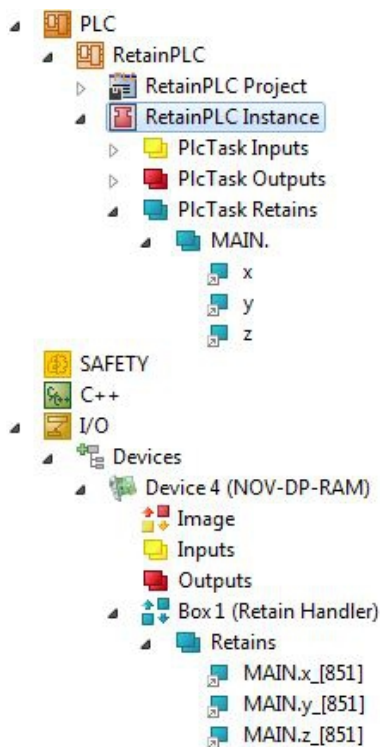 PLC
RetainPLC
RetainPLC Project
RetainPLC Instance
PlcTask Inputs
PlcTask Outputs
PlcTask Retains
MAIN.
x
y
z
SAFETY
C++
I/O
Devices
Device 4 (NOV-DP-RAM)
Image
Inputs
Outputs
Box 1 (Retain Handler)
Retains
MAIN.x_[851]
MAIN.y_[851]
MAIN.z_[851]